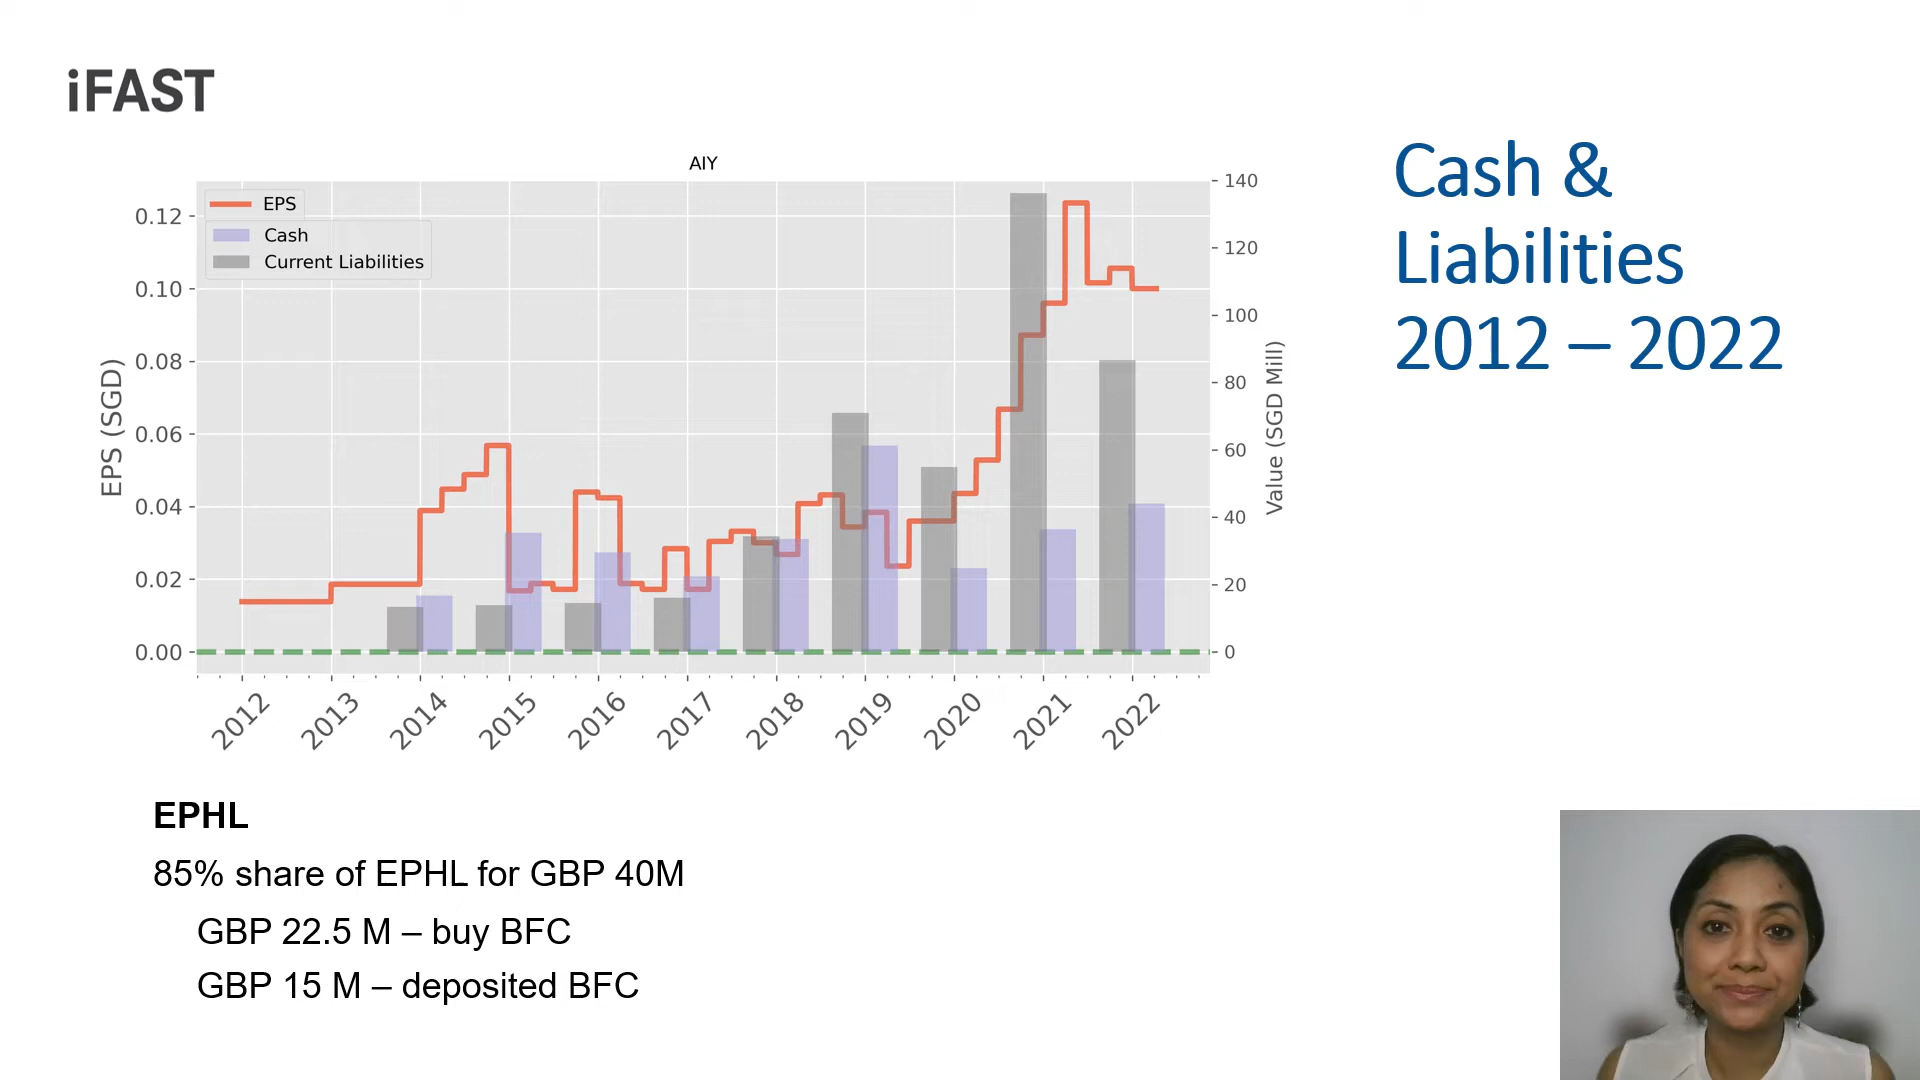 iFAST
Cash &
Liabilities
2012 – 2022
AIY
EPS
Cash
Current Liabilities
EPS (SGD)
0.12
0.10
0.08
0.06
0.04
0.02
0.00
140
120
100
80
60
40
20
0
Value (SGD Mill)
2012
2013
2014
2015
2016
2017
2018
2019
2020
2021
2022
EPHL
85% share of EPHL for GBP 40M
GBP 22.5 M – buy BFC
GBP 15 M – deposited BFC